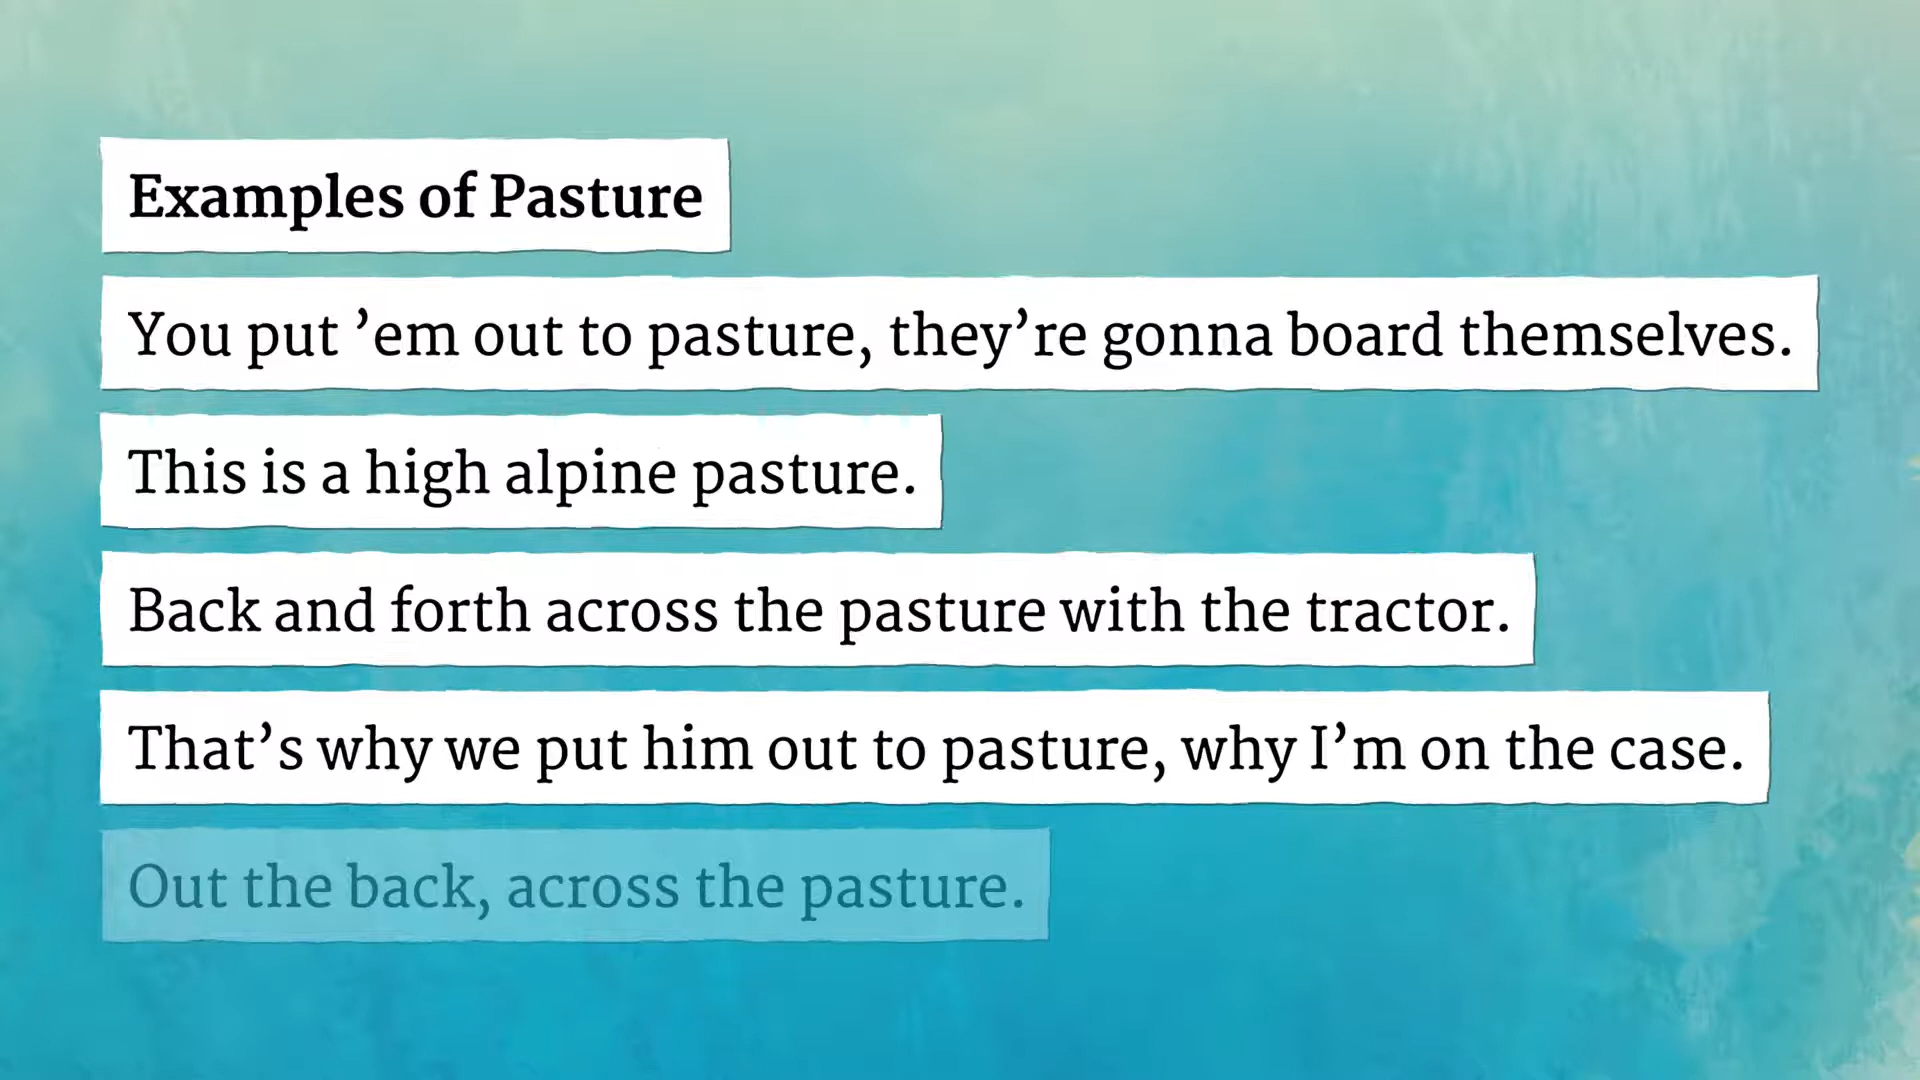 Examples of Pasture
You put ’em out to pasture, they’re gonna board themselves.
This is a high alpine pasture.
Back and forth across the pasture with the tractor.
That’s why we put him out to pasture, why I’m on the case.
Out the back, across the pasture.